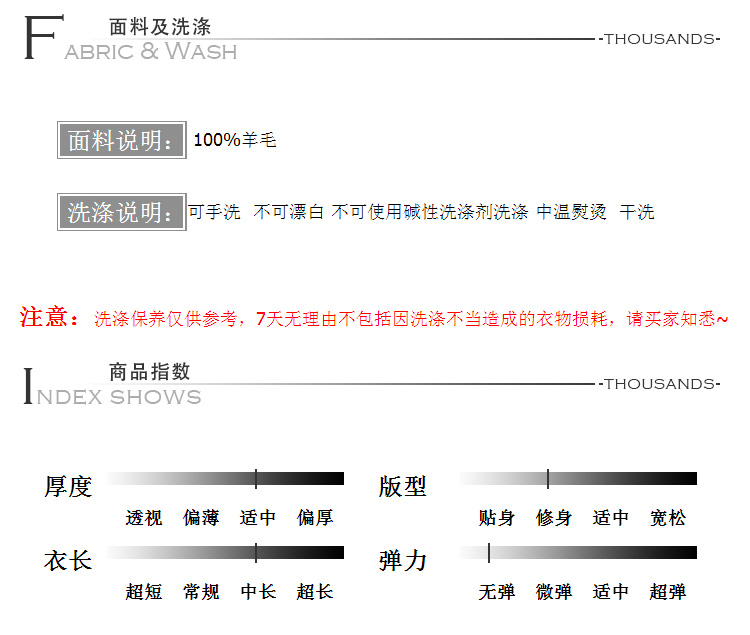 面料及洗涤
FABRIC & WASH
-THOUSANDS-
面料说明： 100%羊毛
洗涤说明： 可手洗 不可漂白 不可使用碱性洗涤剂洗涤 中温熨烫 干洗
注意：洗涤保养仅供参考，7天无理由不包括因洗涤不当造成的衣物损耗，请买家知悉~
商品指数
INDEX SHOWS
-THOUSANDS-
厚度
透视 偏薄 适中 偏厚
版型
贴身 修身 适中 宽松
衣长
超短 常规 中长 超长
弹力
无弹 微弹 适中 超弹